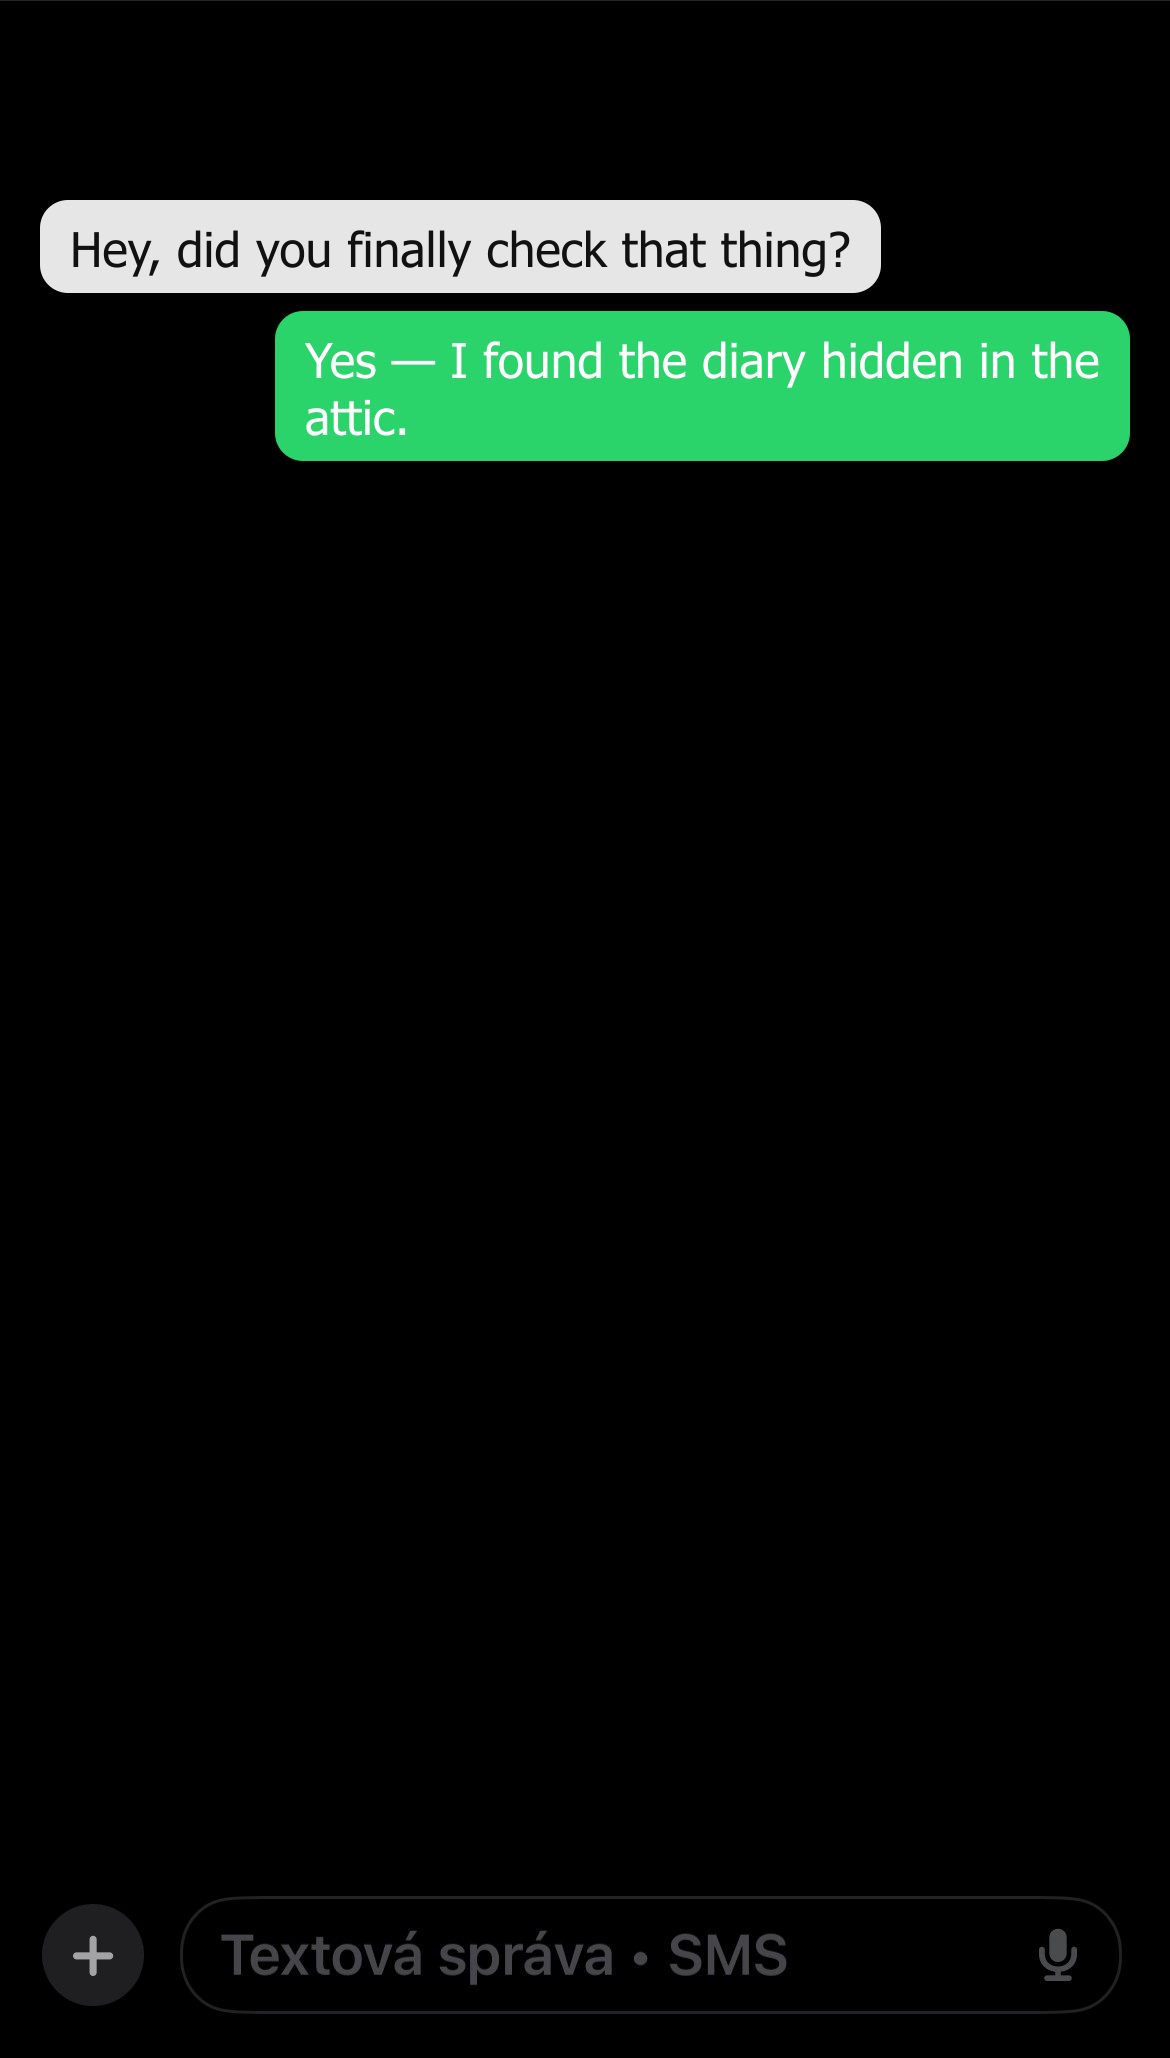 Hey, did you finally check that thing?
Yes — I found the diary hidden in the
attic.
Textová správa • SMS